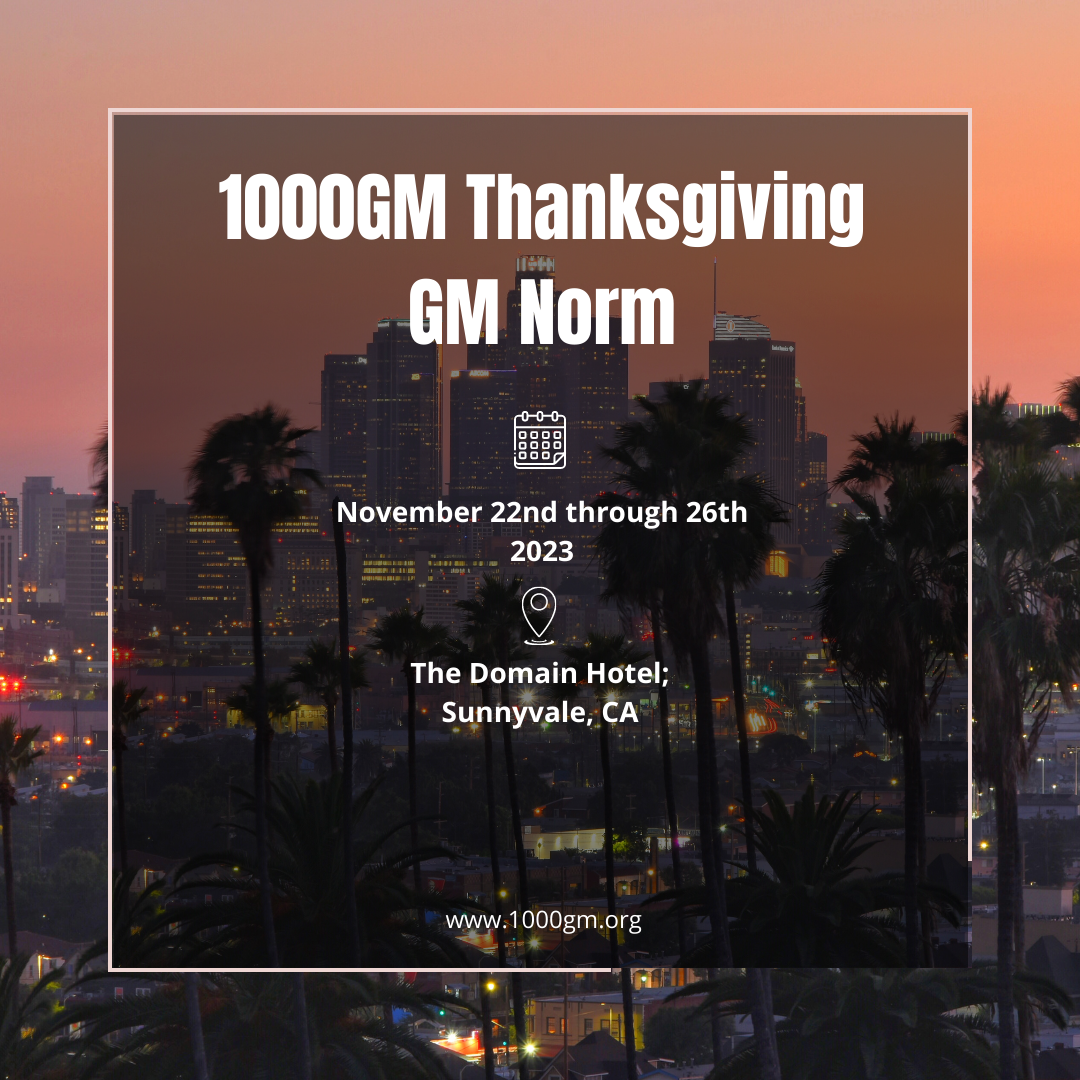 1000GM Thanksgiving
GM Norm
November 22nd through 26th
2023
The Domain Hotel;
Sunnyvale, CA
www.1000gm.org